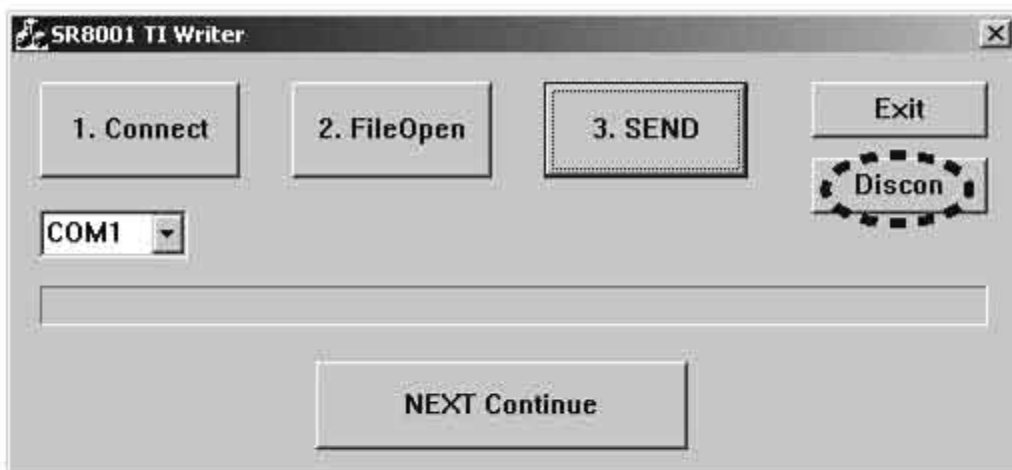 SR8001 TI Writer
1. Connect
2. FileOpen
3. SEND
Exit
Discon
COM1
NEXT Continue